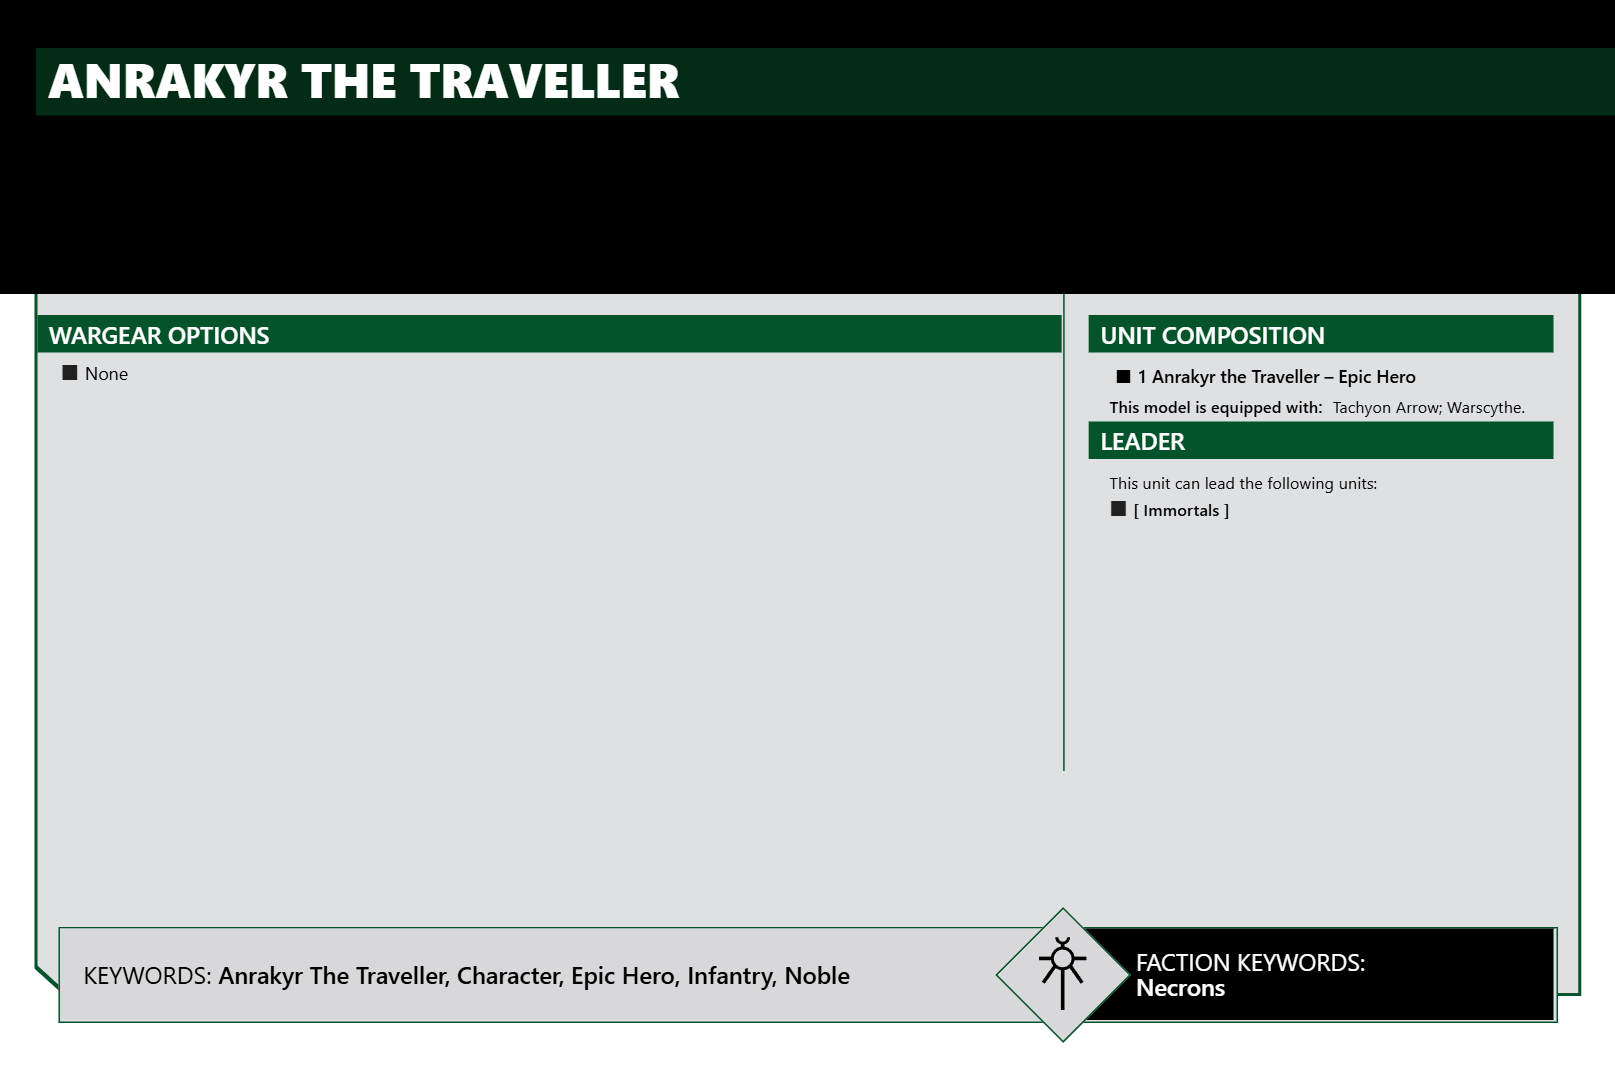 ANRAKYR THE TRAVELLER
WARGEAR OPTIONS
None
UNIT COMPOSITION
1 Anrakyr the Traveller – Epic Hero
This model is equipped with: Tachyon Arrow; Warscythe.
LEADER
This unit can lead the following units:
[ Immortals ]
KEYWORDS: Anrakyr The Traveller, Character, Epic Hero, Infantry, Noble
FACTION KEYWORDS:
Necrons